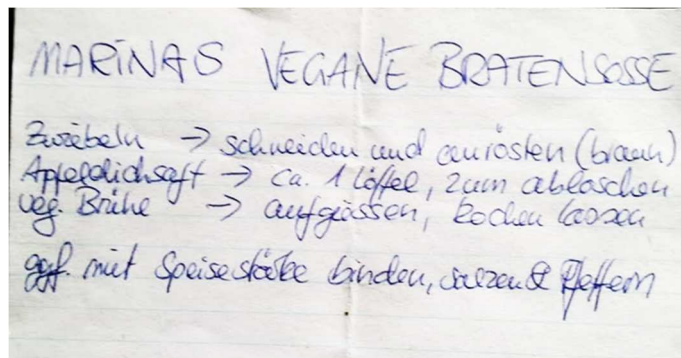 MARINAS VEGANE BRATENSOSSE
Zwiebeln → schneiden und anrösten (braun)
Apfeldicksaft → ca. 1 Löffel, zum ablöschen
veg. Brühe → aufgiessen, kochen lassen
ggf. mit Speisestärke binden, salzen & Pfeffern